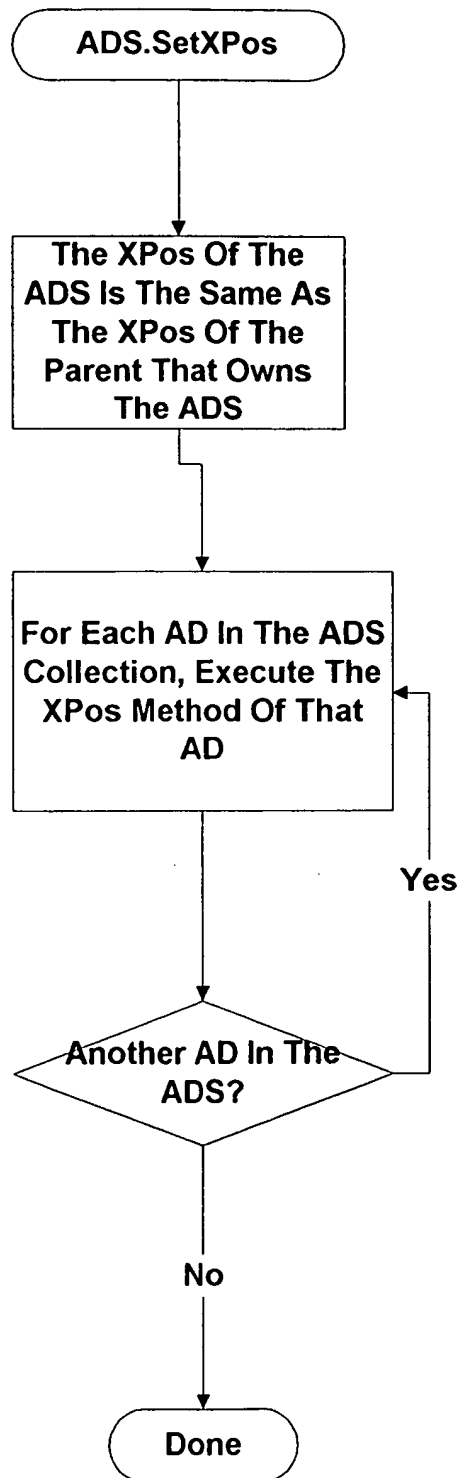 ADS.SetXPos
The XPos Of The
ADS Is The Same As
The XPos Of The
Parent That Owns
The ADS
For Each AD In The ADS
Collection, Execute The
XPos Method Of That
AD
Yes
Another AD In The
ADS?
No
Done